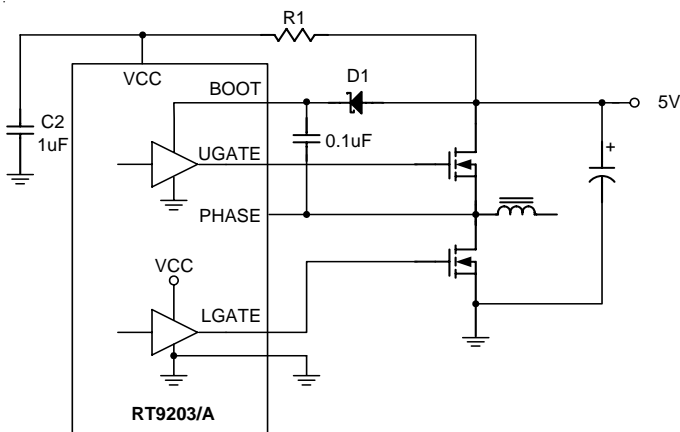 R1
VCC
BOOT
D1
5V
C2
1uF
0.1uF
+
UGATE
PHASE
VCC
LGATE
RT9203/A